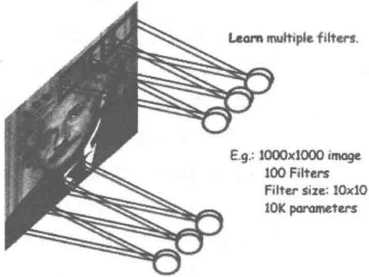 Learn multiple filters.
E.g.: 1000x1000 image
100 Filters
Filter size: 10x10
10K parameters